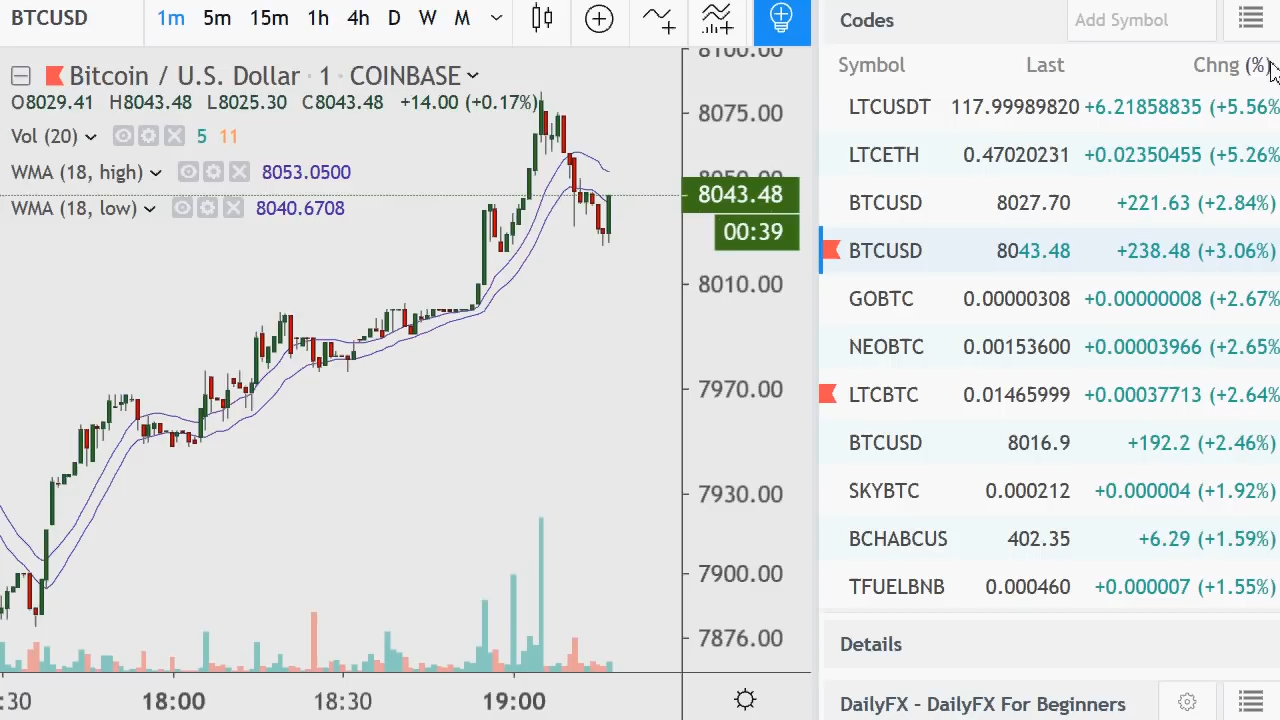 BTCUSD 1m 5m 15m 1h 4h D W M
Bitcoin / U.S. Dollar · 1 · COINBASE
O8029.41 H8043.48 L8025.30 C8043.48 +14.00 (+0.17%)
Vol (20) 5 11
WMA (18, high) 8053.0500
WMA (18, low) 8040.6708
8100.00
8075.00
8050.00
8043.48
00:39
8010.00
7970.00
7930.00
7900.00
7876.00
:30 18:00 18:30 19:00
Codes Add Symbol
Symbol Last Chng (%)
LTCUSDT 117.99989820 +6.21858835 (+5.56%
LTCETH 0.47020231 +0.02350455 (+5.26%
BTCUSD 8027.70 +221.63 (+2.84%)
BTCUSD 8043.48 +238.48 (+3.06%)
GOBTC 0.00000308 +0.00000008 (+2.67%
NEOBTC 0.00153600 +0.00003966 (+2.65%
LTCBTC 0.01465999 +0.00037713 (+2.64%
BTCUSD 8016.9 +192.2 (+2.46%)
SKYBTC 0.000212 +0.000004 (+1.92%)
BCHABCUS 402.35 +6.29 (+1.59%)
TFUELBNB 0.000460 +0.000007 (+1.55%)
Details
DailyFX - DailyFX For Beginners